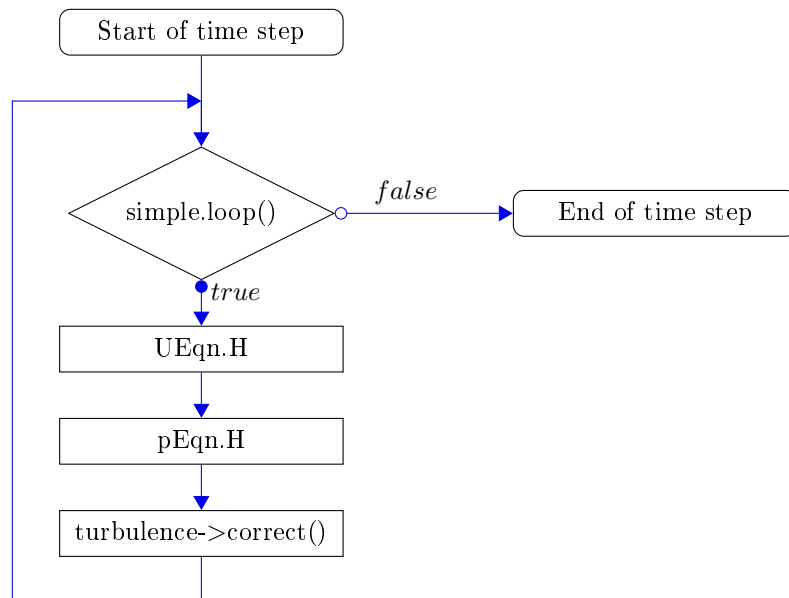 Start of time step
simple.loop()
false
End of time step
true
UEqn.H
pEqn.H
turbulence->correct()